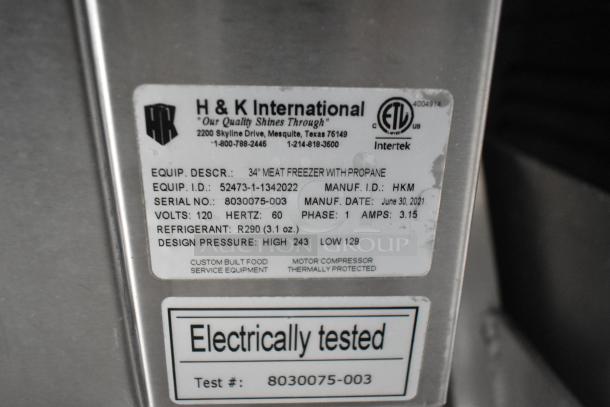 HK
H & K International
"Our Quality Shines Through"
2200 Skyline Drive, Mesquite, Texas 75149
1-800-788-2445 1-214-818-3600
C ETL US
4004918
Intertek
EQUIP. DESCR.: 34" MEAT FREEZER WITH PROPANE
EQUIP. I.D.: 52473-1-1342022 MANUF. I.D.: HKM
SERIAL NO.: 8030075-003 MANUF. DATE: June 30, 2021
VOLTS: 120 HERTZ: 60 PHASE: 1 AMPS: 3.15
REFRIGERANT: R290 (3.1 oz.)
DESIGN PRESSURE: HIGH 243 LOW 129
AUCTION GROUP
CUSTOM BUILT FOOD MOTOR COMPRESSOR
SERVICE EQUIPMENT THERMALLY PROTECTED
Electrically tested
Test #: 8030075-003